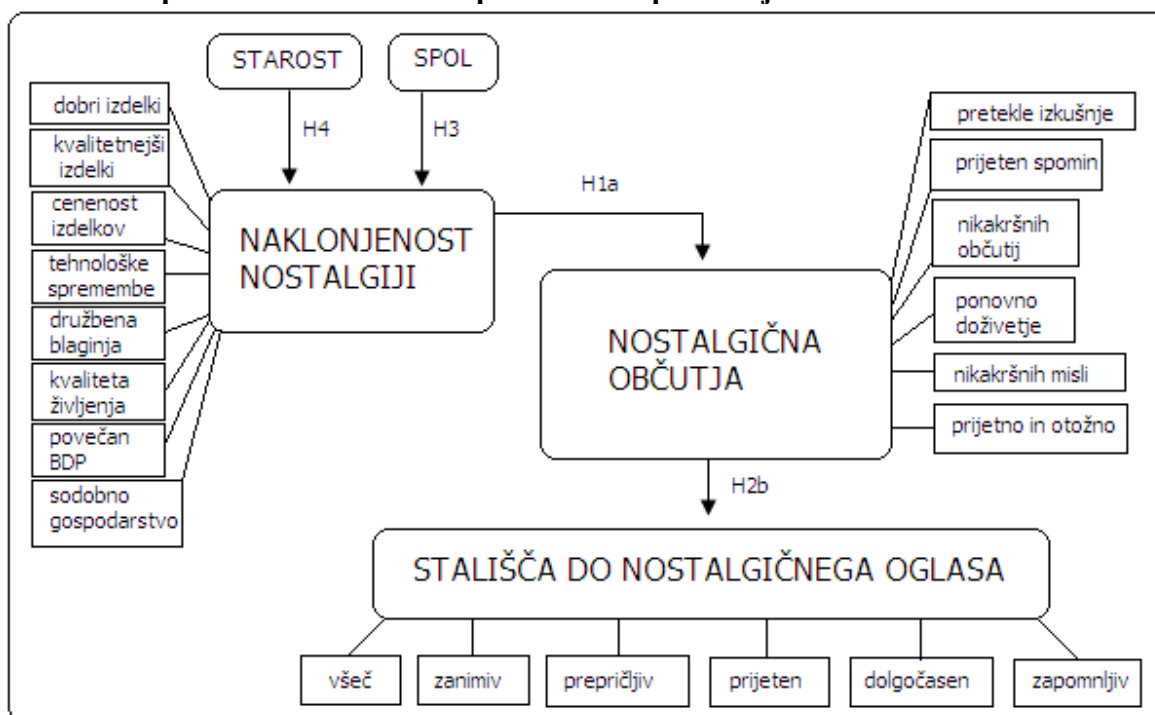 STAROST
SPOL
H4
H3
dobri izdelki
kvalitetnejši
izdelki
cenenost
izdelkov
tehnološke
spremembe
družbena
blaginja
kvaliteta
življenja
povečan
BDP
sodobno
gospodarstvo
NAKLONJENOST
NOSTALGIJI
H1a
NOSTALGIČNA
OBČUTJA
pretekle izkušnje
prijeten spomin
nikakršnih
občutij
ponovno
doživetje
nikakršnih misli
prijetno in otožno
H2b
STALIŠČA DO NOSTALGIČNEGA OGLASA
všeč
zanimiv
prepričljiv
prijeten
dolgočasen
zapomnljiv